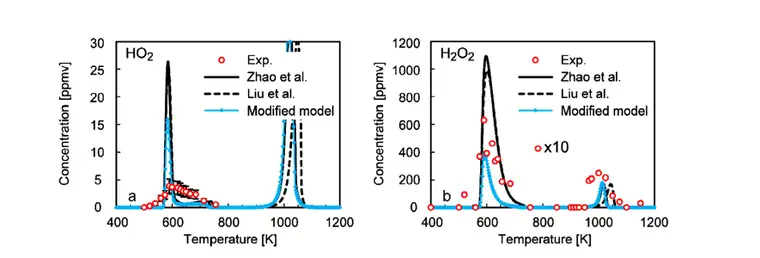 HO2
Exp.
Zhao et al.
Liu et al.
Modified model
a
Concentration [ppmv]
30
25
20
15
10
5
0
400 600 800 1000 1200
Temperature [K]
H2O2
Exp.
Zhao et al.
Liu et al.
Modified model
x10
b
Concentration [ppmv]
1200
1000
800
600
400
200
0
400 600 800 1000 1200
Temperature [K]